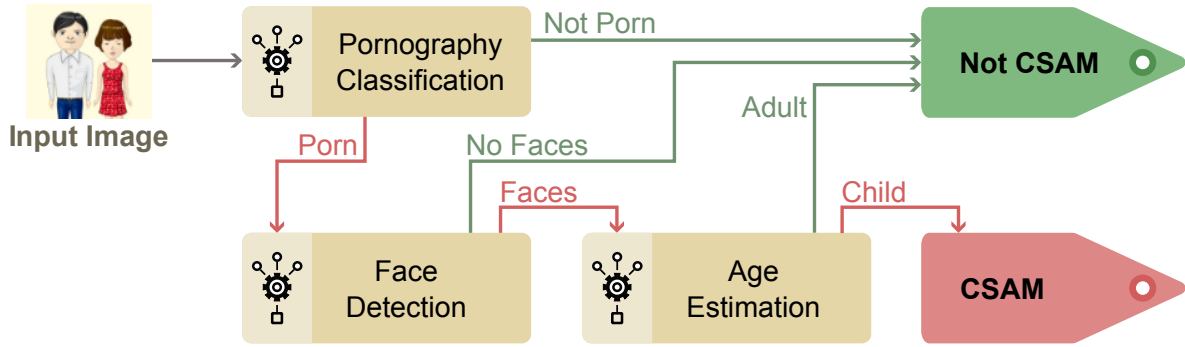 Input Image
Pornography
Classification
Not Porn
Not CSAM
Porn
No Faces
Adult
Faces
Child
Face
Detection
Age
Estimation
CSAM